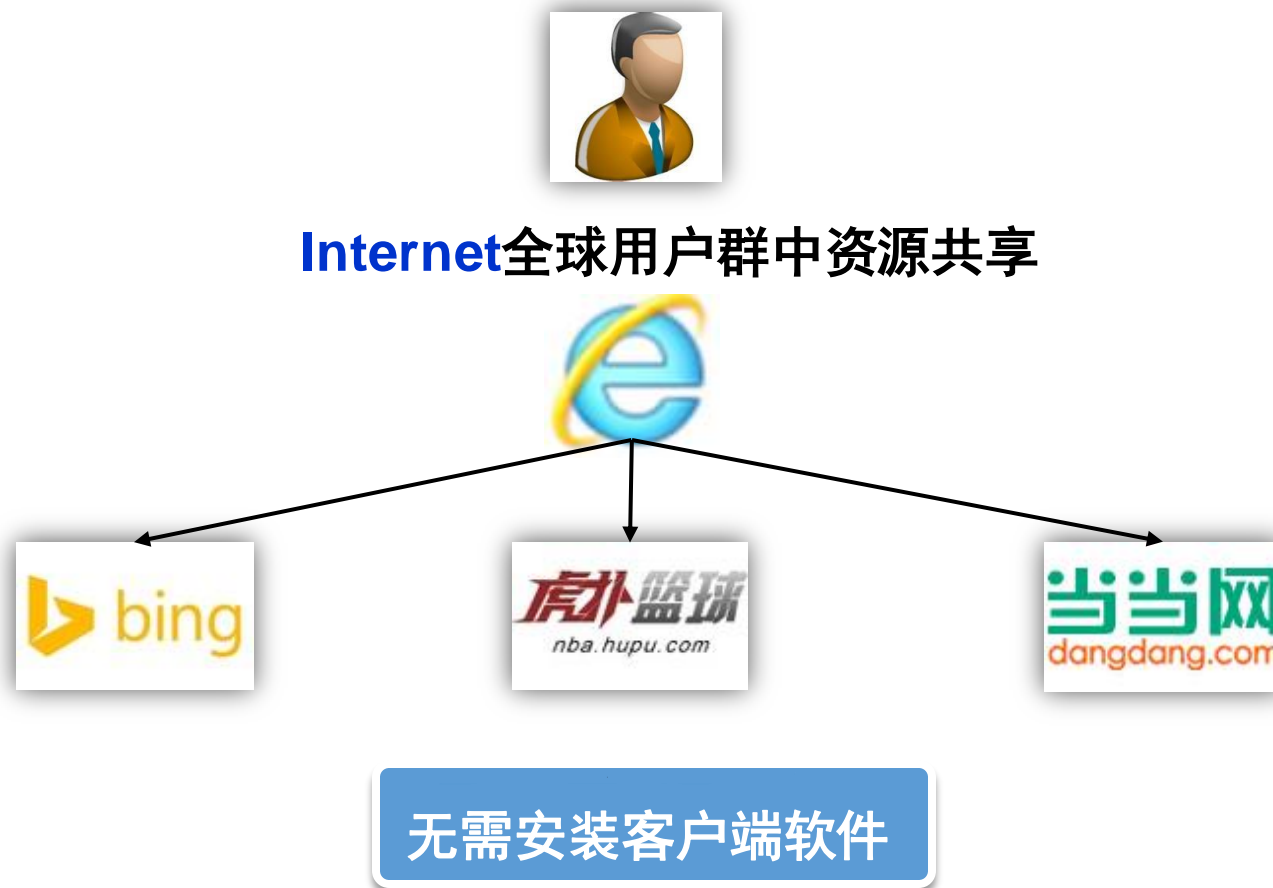 Internet全球用户群中资源共享
bing
虎扑篮球
nba.hupu.com
当当网
dangdang.com
无需安装客户端软件